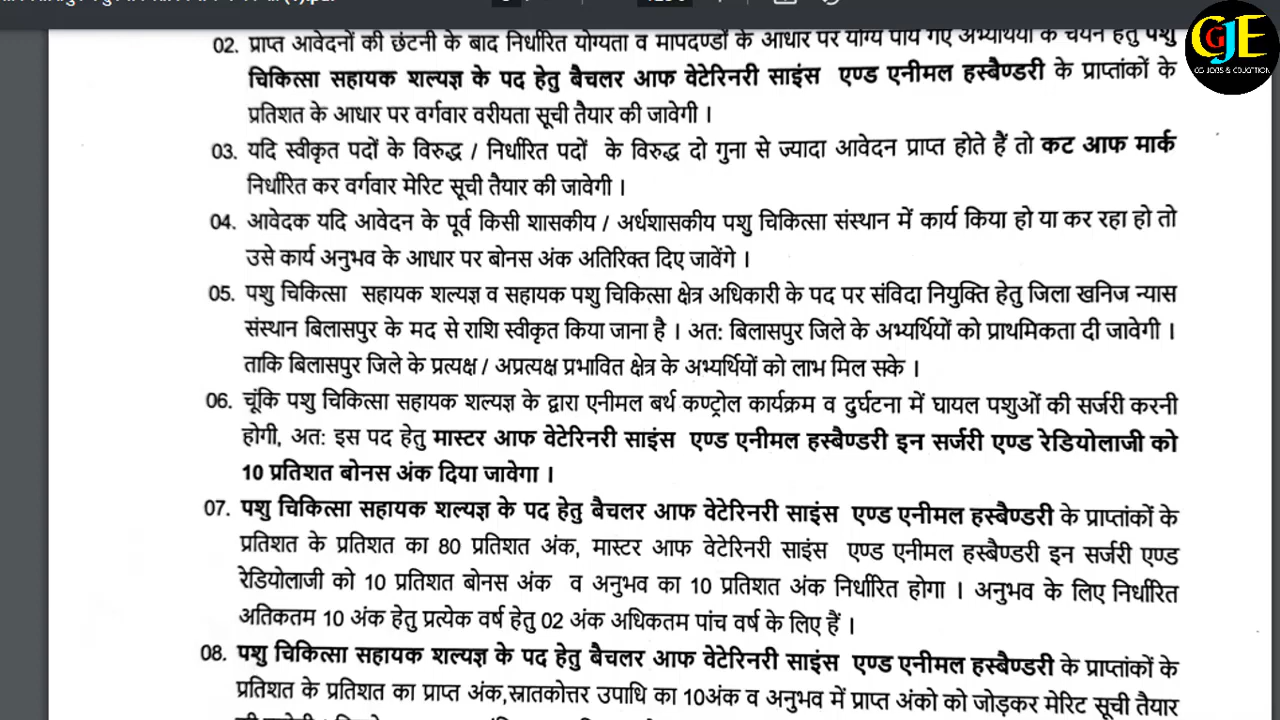 CGJE
CG JOBS & EDUCATION
02. प्राप्त आवेदनों की छंटनी के बाद निर्धारित योग्यता व मापदण्डों के आधार पर योग्य पाये गए अभ्यर्थियों के चयन हेतु पशु
चिकित्सा सहायक शल्यज्ञ के पद हेतु बैचलर आफ वेटेरिनरी साइंस एण्ड एनीमल हस्बैण्डरी के प्राप्तांकों के
प्रतिशत के आधार पर वर्गवार वरीयता सूची तैयार की जावेगी ।
03. यदि स्वीकृत पदों के विरुद्ध / निर्धारित पदों के विरुद्ध दो गुना से ज्यादा आवेदन प्राप्त होते हैं तो कट आफ मार्क
निर्धारित कर वर्गवार मेरिट सूची तैयार की जावेगी ।
04. आवेदक यदि आवेदन के पूर्व किसी शासकीय / अर्धशासकीय पशु चिकित्सा संस्थान में कार्य किया हो या कर रहा हो तो
उसे कार्य अनुभव के आधार पर बोनस अंक अतिरिक्त दिए जावेंगे ।
05. पशु चिकित्सा सहायक शल्यज्ञ व सहायक पशु चिकित्सा क्षेत्र अधिकारी के पद पर संविदा नियुक्ति हेतु जिला खनिज न्यास
संस्थान बिलासपुर के मद से राशि स्वीकृत किया जाना है । अत: बिलासपुर जिले के अभ्यर्थियों को प्राथमिकता दी जावेगी ।
ताकि बिलासपुर जिले के प्रत्यक्ष / अप्रत्यक्ष प्रभावित क्षेत्र के अभ्यर्थियों को लाभ मिल सके ।
06. चूंकि पशु चिकित्सा सहायक शल्यज्ञ के द्वारा एनीमल बर्थ कण्ट्रोल कार्यक्रम व दुर्घटना में घायल पशुओं की सर्जरी करनी
होगी, अत: इस पद हेतु मास्टर आफ वेटेरिनरी साइंस एण्ड एनीमल हस्बैण्डरी इन सर्जरी एण्ड रेडियोलाजी को
10 प्रतिशत बोनस अंक दिया जावेगा ।
07. पशु चिकित्सा सहायक शल्यज्ञ के पद हेतु बैचलर आफ वेटेरिनरी साइंस एण्ड एनीमल हस्बैण्डरी के प्राप्तांकों के
प्रतिशत के प्रतिशत का 80 प्रतिशत अंक, मास्टर आफ वेटेरिनरी साइंस एण्ड एनीमल हस्बैण्डरी इन सर्जरी एण्ड
रेडियोलाजी को 10 प्रतिशत बोनस अंक व अनुभव का 10 प्रतिशत अंक निर्धारित होगा । अनुभव के लिए निर्धारित
अतिकतम 10 अंक हेतु प्रत्येक वर्ष हेतु 02 अंक अधिकतम पांच वर्ष के लिए हैं ।
08. पशु चिकित्सा सहायक शल्यज्ञ के पद हेतु बैचलर आफ वेटेरिनरी साइंस एण्ड एनीमल हस्बैण्डरी के प्राप्तांकों के
प्रतिशत के प्रतिशत का प्राप्त अंक,स्नातकोत्तर उपाधि का 10अंक व अनुभव में प्राप्त अंको को जोड़कर मेरिट सूची तैयार